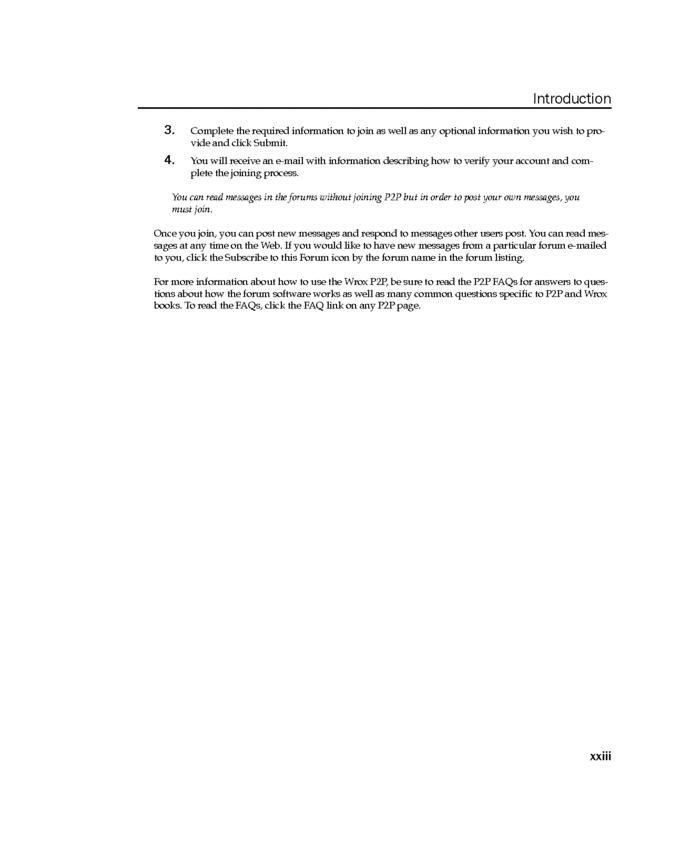 Introduction
3. Complete the required information to join as well as any optional information you wish to pro-
vide and click Submit.
4. You will receive an e-mail with information describing how to verify your account and com-
plete the joining process.
You can read messages in the forums without joining P2P but in order to post your own messages, you
must join.
Once you join, you can post new messages and respond to messages other users post. You can read mes-
sages at any time on the Web. If you would like to have new messages from a particular forum e-mailed
to you, click the Subscribe to this Forum icon by the forum name in the forum listing.
For more information about how to use the Wrox P2P, be sure to read the P2P FAQs for answers to ques-
tions about how the forum software works as well as many common questions specific to P2P and Wrox
books. To read the FAQs, click the FAQ link on any P2P page.
xxiii